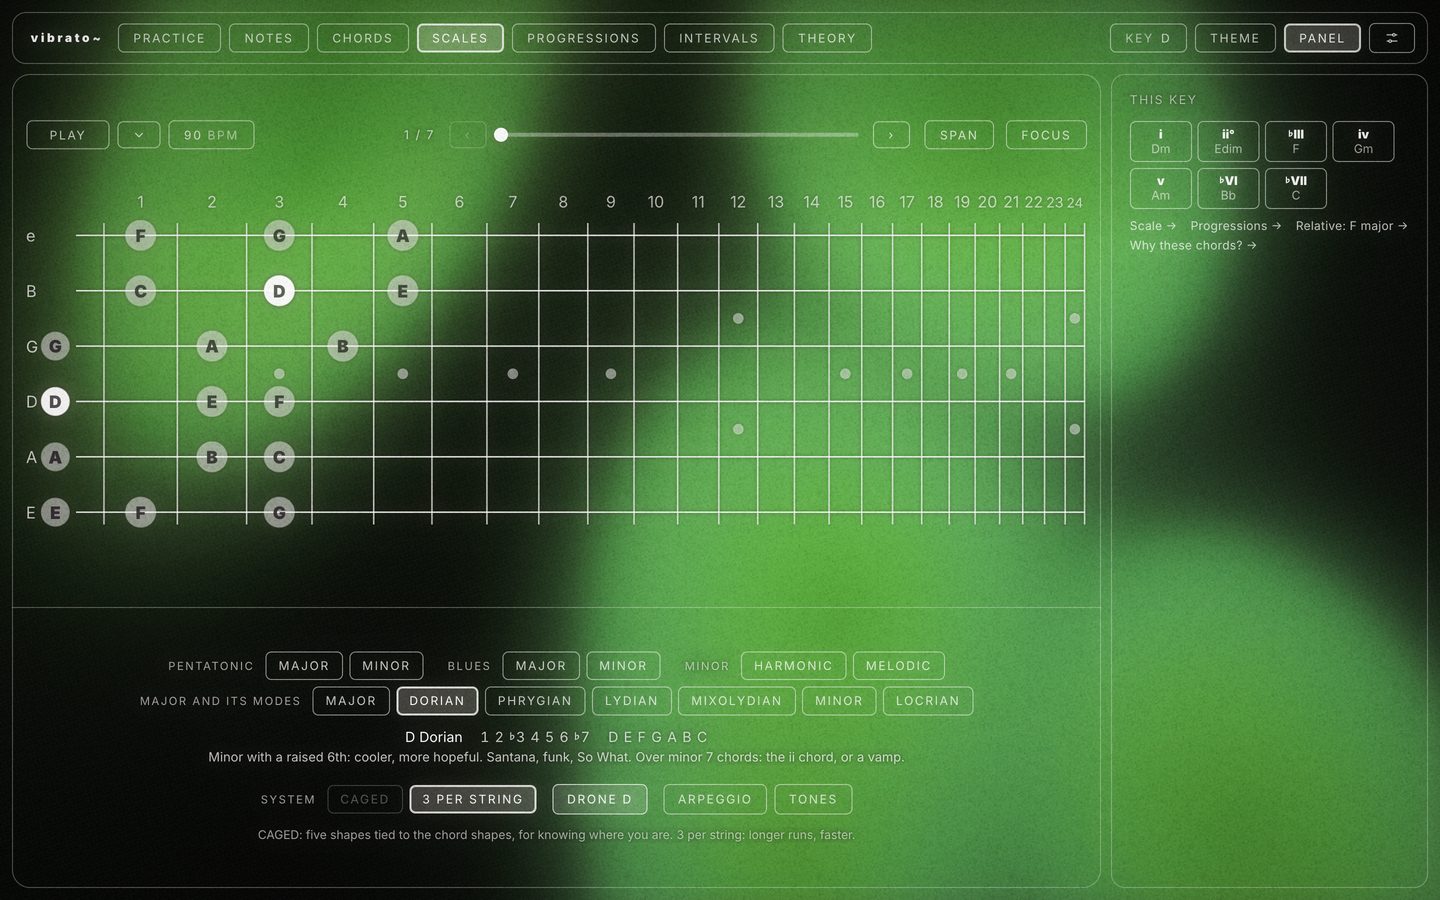 vibrato~ PRACTICE NOTES CHORDS SCALES PROGRESSIONS INTERVALS THEORY KEY D THEME PANEL
PLAY 90 BPM 1 / 7 ‹ › SPAN FOCUS
1 2 3 4 5 6 7 8 9 10 11 12 13 14 15 16 17 18 19 20 21 22 23 24
e F G A
B C D E
G G A B
D D E F
A A B C
E E F G
PENTATONIC MAJOR MINOR BLUES MAJOR MINOR MINOR HARMONIC MELODIC
MAJOR AND ITS MODES MAJOR DORIAN PHRYGIAN LYDIAN MIXOLYDIAN MINOR LOCRIAN
D Dorian 1 2 ♭3 4 5 6 ♭7 D E F G A B C
Minor with a raised 6th: cooler, more hopeful. Santana, funk, So What. Over minor 7 chords: the ii chord, or a vamp.
SYSTEM CAGED 3 PER STRING DRONE D ARPEGGIO TONES
CAGED: five shapes tied to the chord shapes, for knowing where you are. 3 per string: longer runs, faster.
THIS KEY
i ii° ♭III iv
Dm Edim F Gm
v ♭VI ♭VII
Am Bb C
Scale → Progressions → Relative: F major →
Why these chords? →